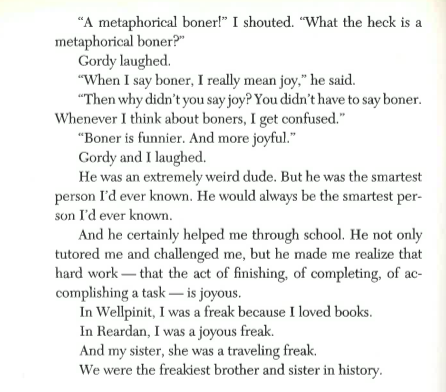 “A metaphorical boner!” I shouted. “What the heck is a
metaphorical boner?”
Gordy laughed.
“When I say boner, I really mean joy,” he said.
“Then why didn’t you say joy? You didn’t have to say boner.
Whenever I think about boners, I get confused.”
“Boner is funnier. And more joyful.”
Gordy and I laughed.
He was an extremely weird dude. But he was the smartest
person I’d ever known. He would always be the smartest per-
son I’d ever known.
And he certainly helped me through school. He not only
tutored me and challenged me, but he made me realize that
hard work — that the act of finishing, of completing, of ac-
complishing a task — is joyous.
In Wellpinit, I was a freak because I loved books.
In Reardan, I was a joyous freak.
And my sister, she was a traveling freak.
We were the freakiest brother and sister in history.